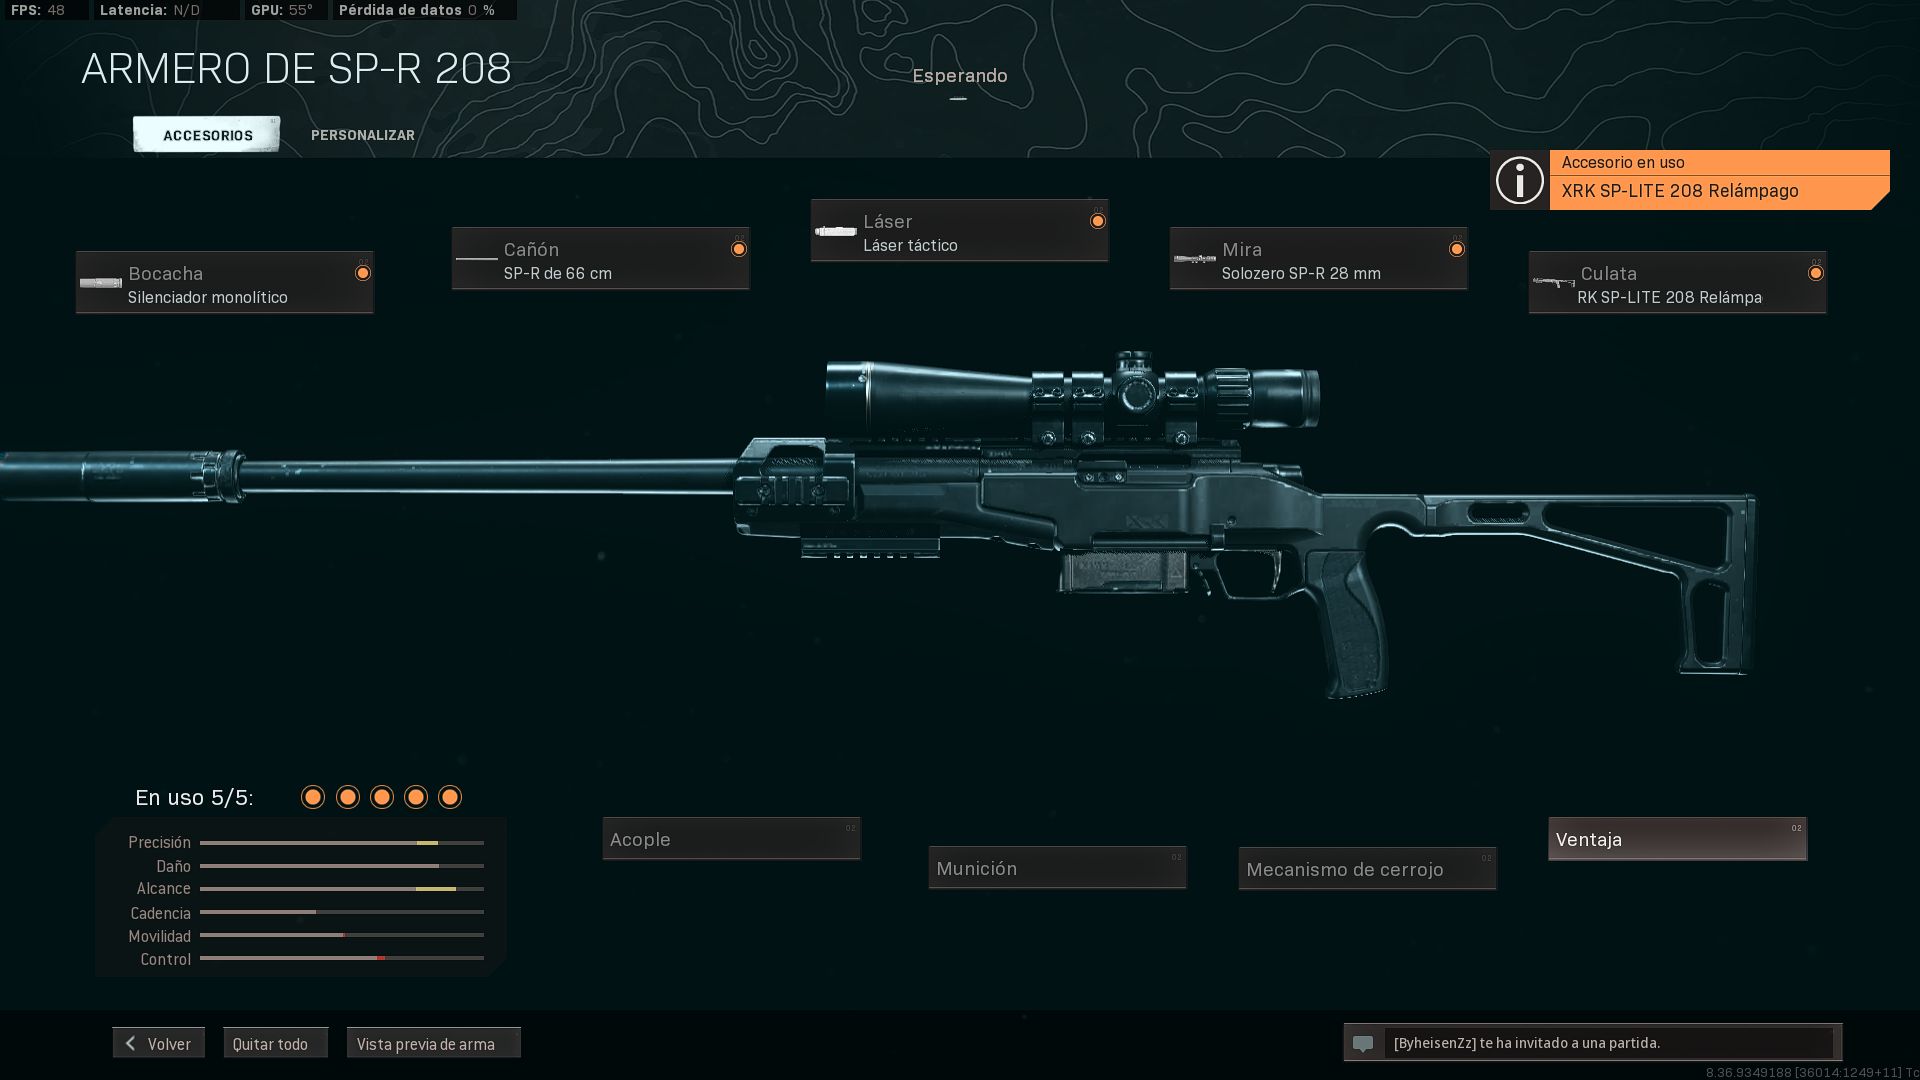 FPS: 48 Latencia: N/D GPU: 55° Pérdida de datos 0 %
ARMERO DE SP-R 208
Esperando
ACCESORIOS
PERSONALIZAR
Accesorio en uso
XRK SP-LITE 208 Relámpago
Bocacha
Silenciador monolítico
Cañón
SP-R de 66 cm
Láser
Láser táctico
Mira
Solozero SP-R 28 mm
Culata
RK SP-LITE 208 Relámpa
En uso 5/5:
Precisión
Daño
Alcance
Cadencia
Movilidad
Control
Acople
Munición
Mecanismo de cerrojo
Ventaja
Volver
Quitar todo
Vista previa de arma
[ByheisenZz] te ha invitado a una partida.
8.36.9349188 [36014:1249+11] Tc